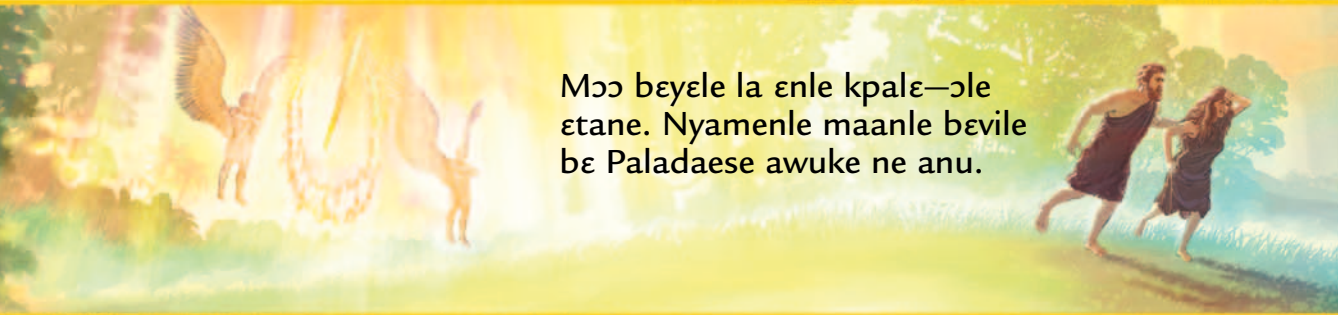 Mɔɔ bɛyɛle la ɛnle kpalɛ—ɔle
ɛtane. Nyamenle maanle bɛvile
bɛ Paladaese awuke ne anu.